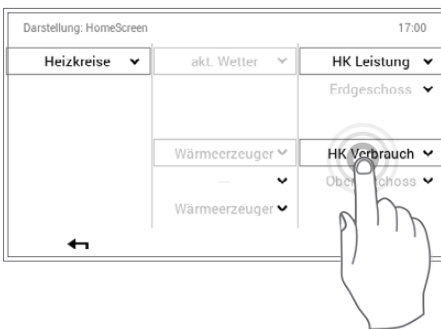 Darstellung: HomeScreen 17:00
Heizkreise akt. Wetter HK Leistung
Erdgeschoss
Wärmeerzeuger HK Verbrauch
—
Wärmeerzeuger